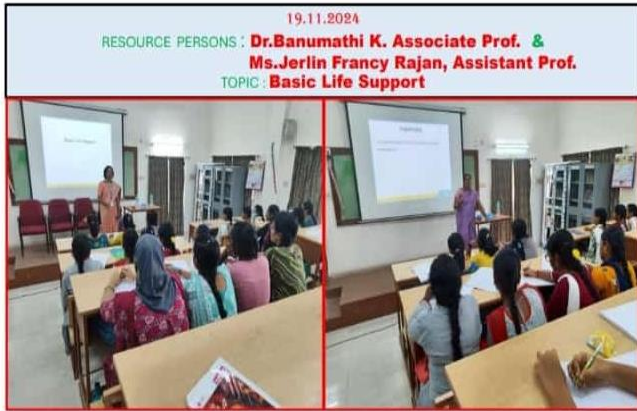 19.11.2024
RESOURCE PERSONS : Dr.Banumathi K. Associate Prof. &
Ms.Jerlin Francy Rajan, Assistant Prof.
TOPIC : Basic Life Support